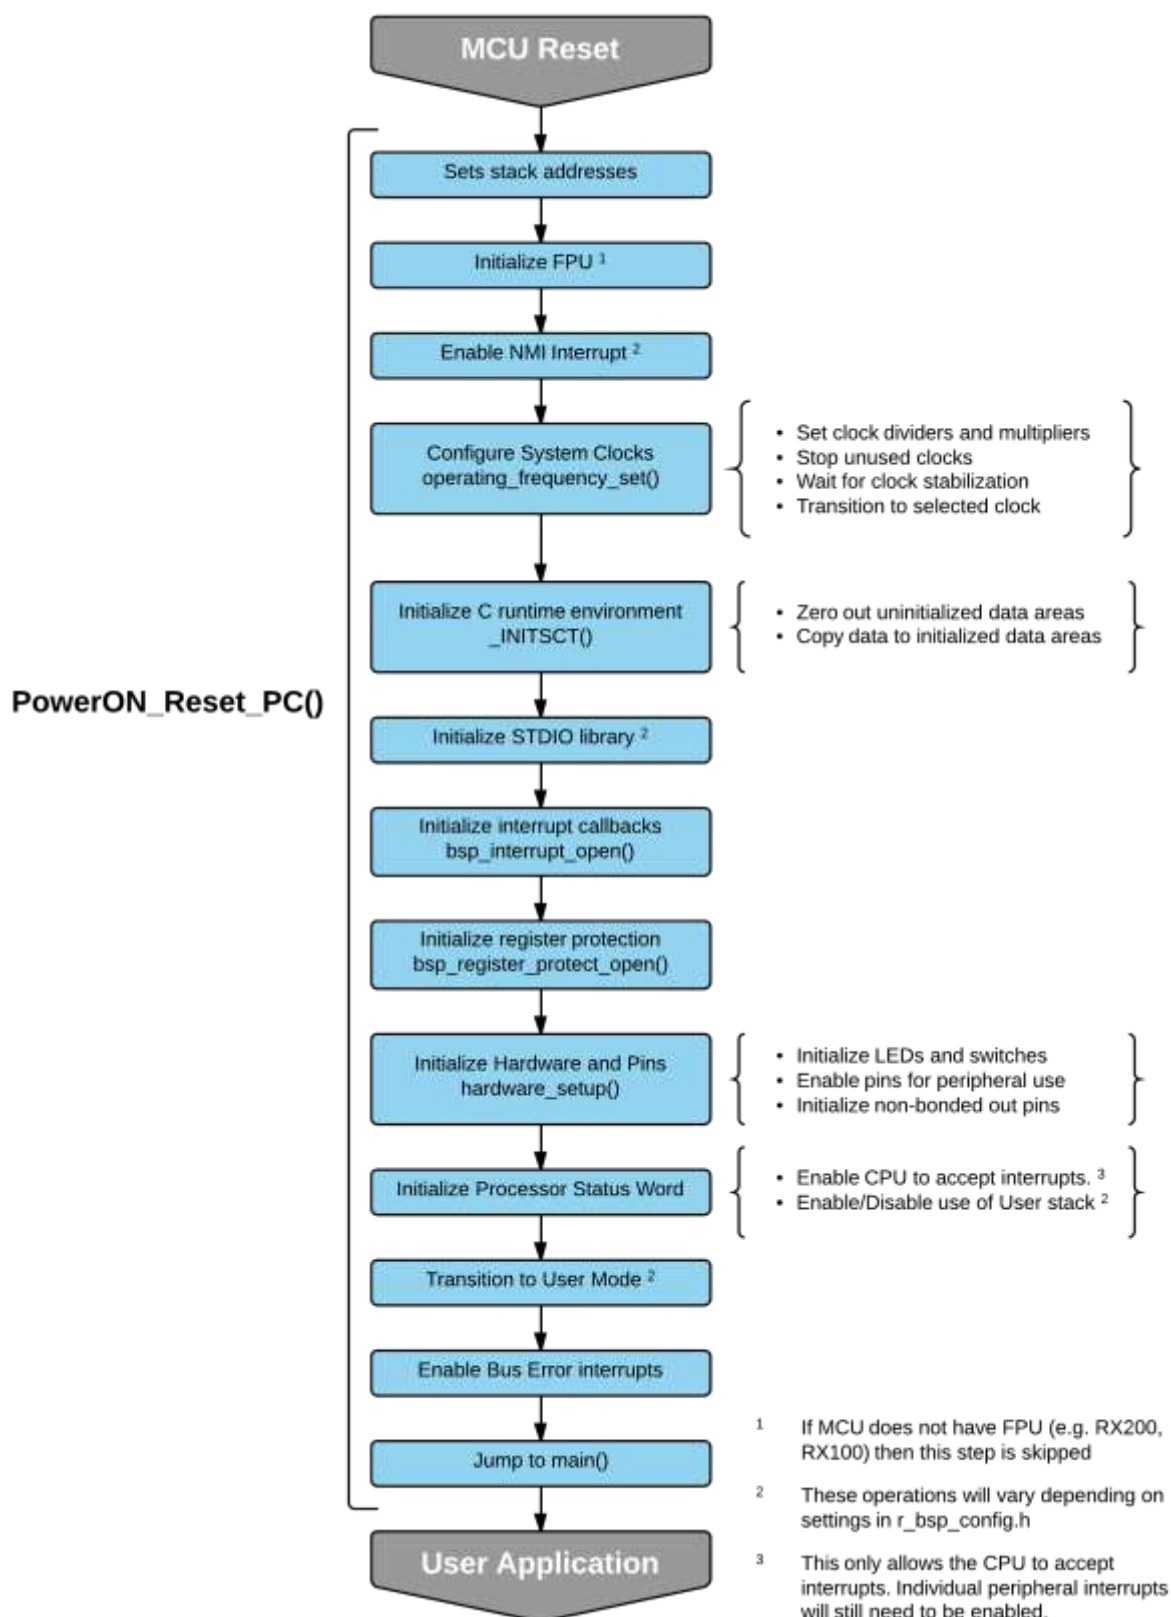 MCU Reset
Sets stack addresses
Initialize FPU ¹
Enable NMI Interrupt ²
Configure System Clocks
operating_frequency_set()
• Set clock dividers and multipliers
• Stop unused clocks
• Wait for clock stabilization
• Transition to selected clock
Initialize C runtime environment
_INITSCT()
• Zero out uninitialized data areas
• Copy data to initialized data areas
PowerON_Reset_PC()
Initialize STDIO library ²
Initialize interrupt callbacks
bsp_interrupt_open()
Initialize register protection
bsp_register_protect_open()
Initialize Hardware and Pins
hardware_setup()
• Initialize LEDs and switches
• Enable pins for peripheral use
• Initialize non-bonded out pins
Initialize Processor Status Word
• Enable CPU to accept interrupts. ³
• Enable/Disable use of User stack ²
Transition to User Mode ²
Enable Bus Error interrupts
Jump to main()
User Application
¹ If MCU does not have FPU (e.g. RX200,
RX100) then this step is skipped
² These operations will vary depending on
settings in r_bsp_config.h
³ This only allows the CPU to accept
interrupts. Individual peripheral interrupts
will still need to be enabled.